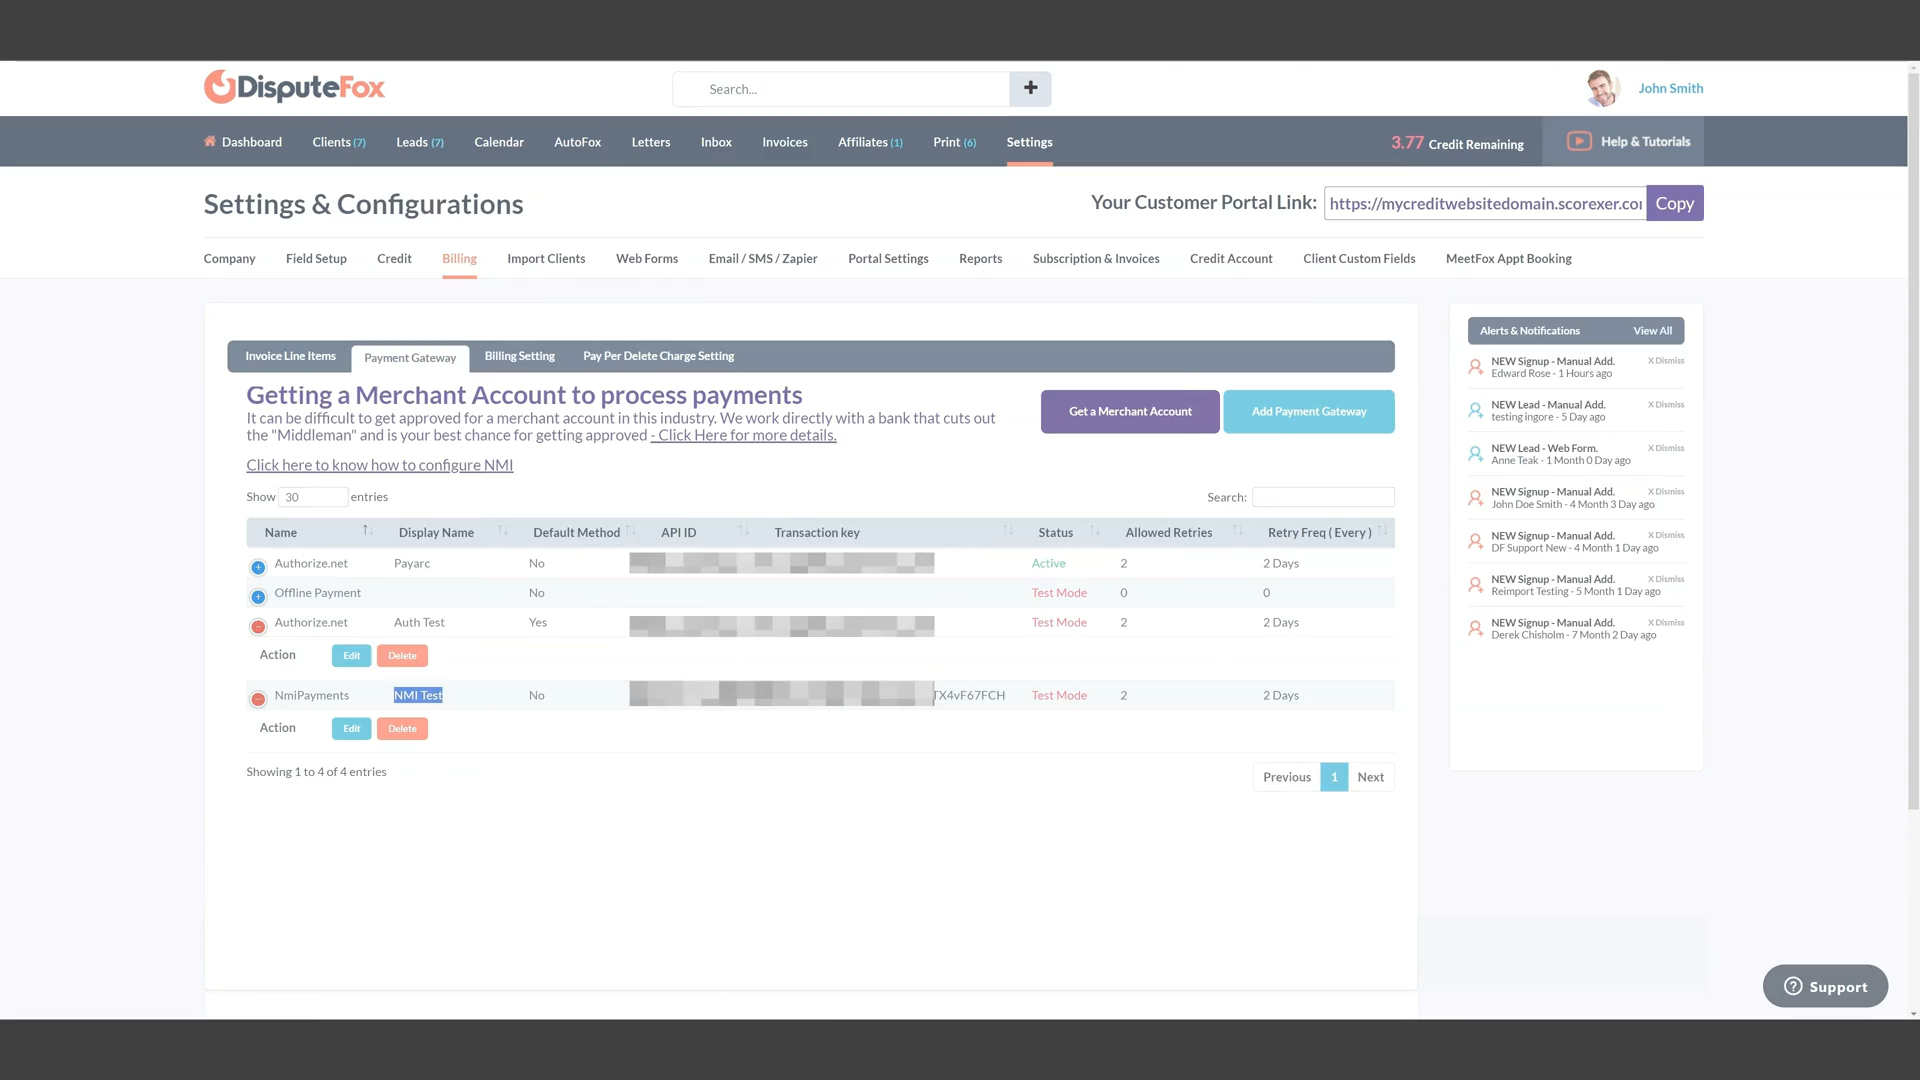 DisputeFox
Search...
+
John Smith
Dashboard
Clients (7)
Leads (7)
Calendar
AutoFox
Letters
Inbox
Invoices
Affiliates (1)
Print (6)
Settings
3.77 Credit Remaining
Help & Tutorials
Settings & Configurations
Your Customer Portal Link:
https://mycreditwebsitedomain.scorexer.co
Copy
Company
Field Setup
Credit
Billing
Import Clients
Web Forms
Email / SMS / Zapier
Portal Settings
Reports
Subscription & Invoices
Credit Account
Client Custom Fields
MeetFox Appt Booking
Invoice Line Items
Payment Gateway
Billing Setting
Pay Per Delete Charge Setting
Getting a Merchant Account to process payments
It can be difficult to get approved for a merchant account in this industry. We work directly with a bank that cuts out
the "Middleman" and is your best chance for getting approved - Click Here for more details.
Get a Merchant Account
Add Payment Gateway
Click here to know how to configure NMI
Show 30 entries
Search:
Name
Display Name
Default Method
API ID
Transaction key
Status
Allowed Retries
Retry Freq ( Every )
Authorize.net Payarc No Active 2 2 Days
Offline Payment No Test Mode 0 0
Authorize.net Auth Test Yes Test Mode 2 2 Days
Action Edit Delete
NmiPayments NMI Test No TX4vF67FCH Test Mode 2 2 Days
Action Edit Delete
Showing 1 to 4 of 4 entries
Previous 1 Next
Alerts & Notifications View All
NEW Signup - Manual Add. X Dismiss
Edward Rose - 1 Hours ago
NEW Lead - Manual Add. X Dismiss
testing ingore - 5 Day ago
NEW Lead - Web Form. X Dismiss
Anne Teak - 1 Month 0 Day ago
NEW Signup - Manual Add. X Dismiss
John Doe Smith - 4 Month 3 Day ago
NEW Signup - Manual Add. X Dismiss
DF Support New - 4 Month 1 Day ago
NEW Signup - Manual Add. X Dismiss
Reimport Testing - 5 Month 1 Day ago
NEW Signup - Manual Add. X Dismiss
Derek Chisholm - 7 Month 2 Day ago
Support